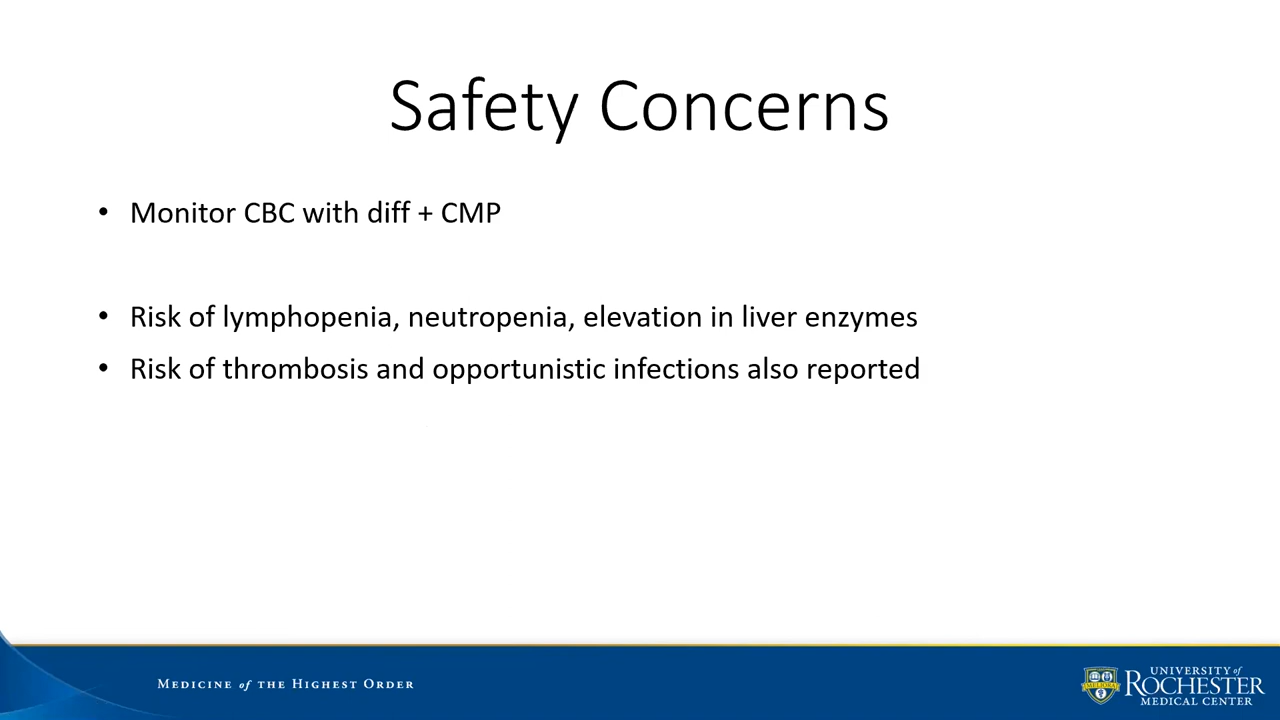 Safety Concerns
• Monitor CBC with diff + CMP
• Risk of lymphopenia, neutropenia, elevation in liver enzymes
• Risk of thrombosis and opportunistic infections also reported
MEDICINE of THE HIGHEST ORDER
UNIVERSITY of
ROCHESTER
MEDICAL CENTER
MELIORA